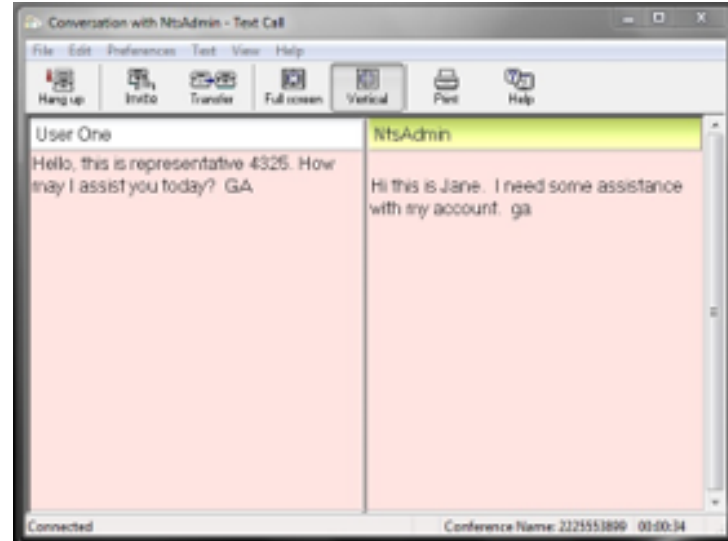 Conversation with NtsAdmin - Text Call
File Edit Preferences Text View Help
Hang up Invite Transfer Full screen Vertical Print Help
User One
Hello, this is representative 4325. How
may I assist you today? GA
NtsAdmin
Hi this is Jane. I need some assistance
with my account. ga
Connected
Conference Name: 2225553899 00:00:34